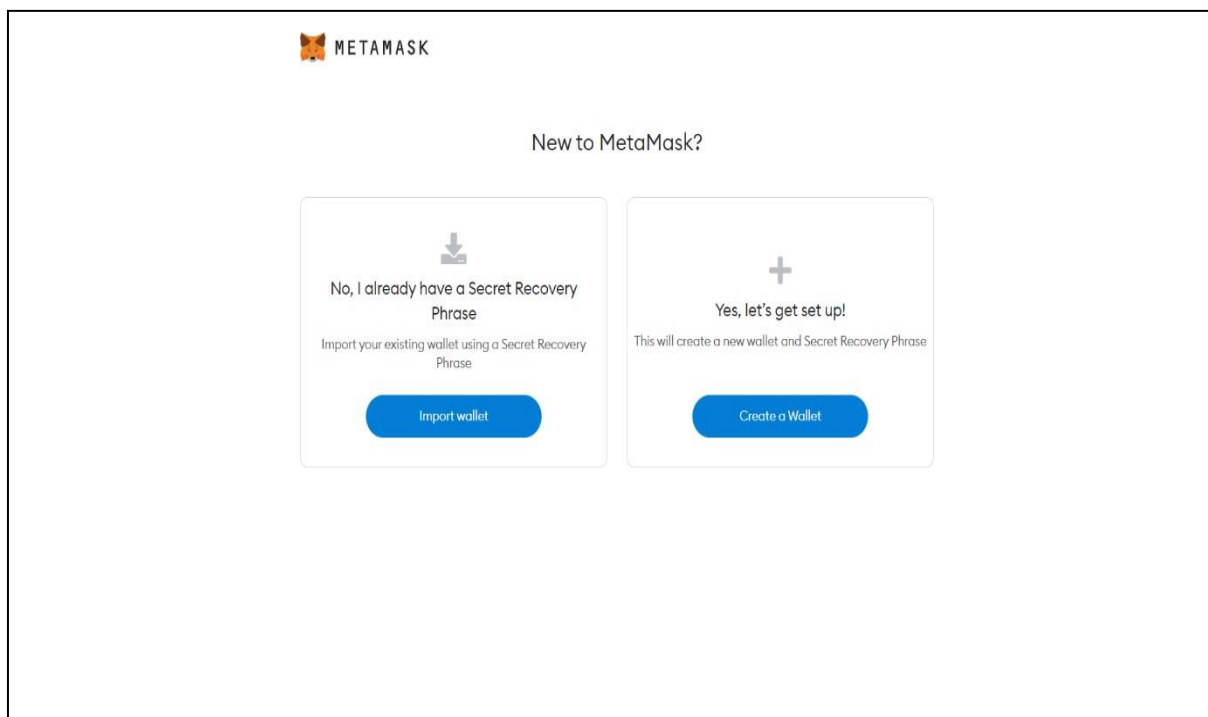 METAMASK
New to MetaMask?
No, I already have a Secret Recovery
Phrase
Import your existing wallet using a Secret Recovery
Phrase
Import wallet
Yes, let's get set up!
This will create a new wallet and Secret Recovery Phrase
Create a Wallet